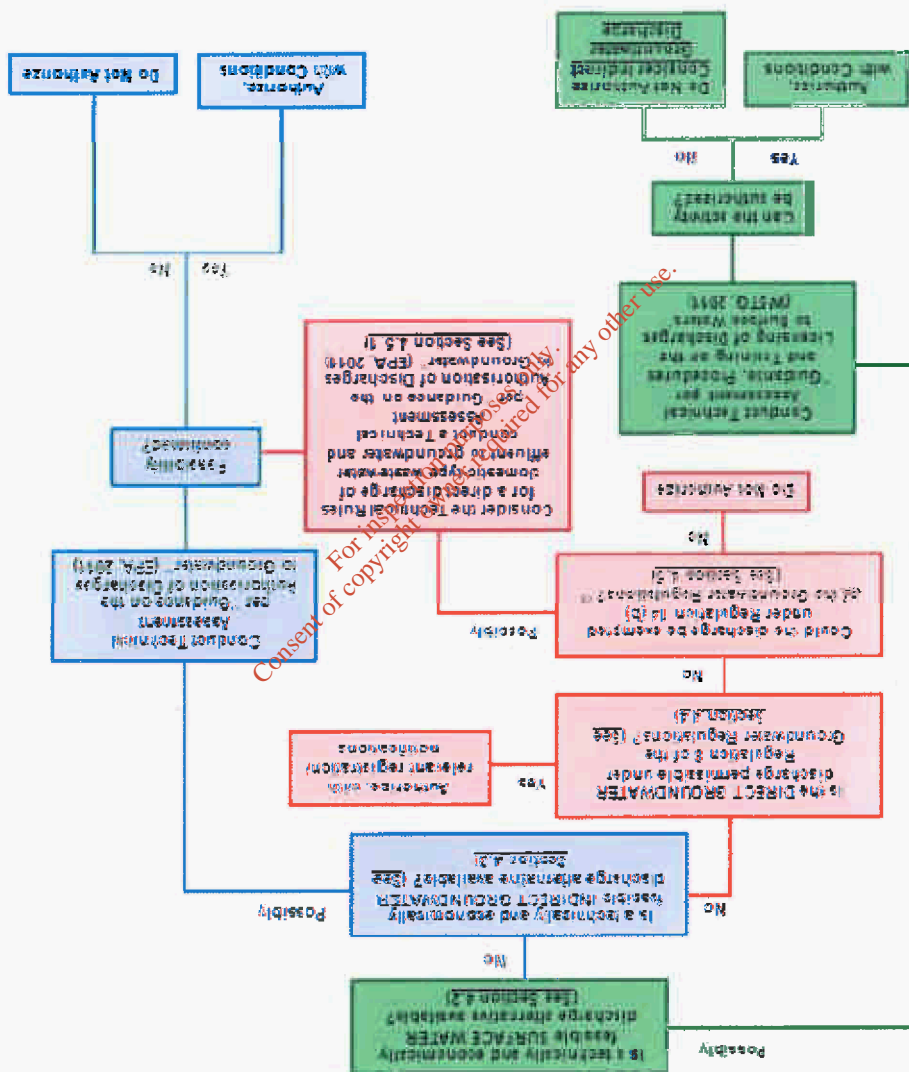 Is a technically and economically
feasible SURFACE WATER
discharge alternative available?
(See Section 4.2)
Possibly
No
Is a technically and economically
feasible INDIRECT GROUNDWATER
discharge alternative available? (See
Section 4.3)
No
Possibly
Is the DIRECT GROUNDWATER
discharge permissible under
Regulation 8 of the
Groundwater Regulations? (See
Section 4.4)
Yes
Authorize, with
relevant registration/
notifications
No
Could the discharge be exempted
under Regulation 14 (b)
of the Groundwater Regulations?
(See Section 4.5)
Possibly
No
Do Not Authorize
Consider the Technical Rules
for a direct discharge of
domestic type wastewater
effluent to groundwater and
conduct a Technical
Assessment
per "Guidance on the
Authorisation of Discharges
to Groundwater" (EPA, 2011)
(See Section 4.5.1)
Conduct Technical
Assessment
per "Guidance on the
Authorisation of Discharges
to Groundwater" (EPA, 2011)
Possibility
confirmed?
Yes
No
Authorize,
with Conditions
Do Not Authorize
Conduct Technical
Assessment per
"Guidance, Procedures
and Training on the
Licensing of Discharges
to Surface Waters
(WSTG, 2011)
Can the activity
be authorized?
Yes
No
Authorize,
with Conditions
Do Not Authorize
Consider Indirect
Groundwater
Discharge
For inspection purposes only.
Consent of copyright owner required for any other use.